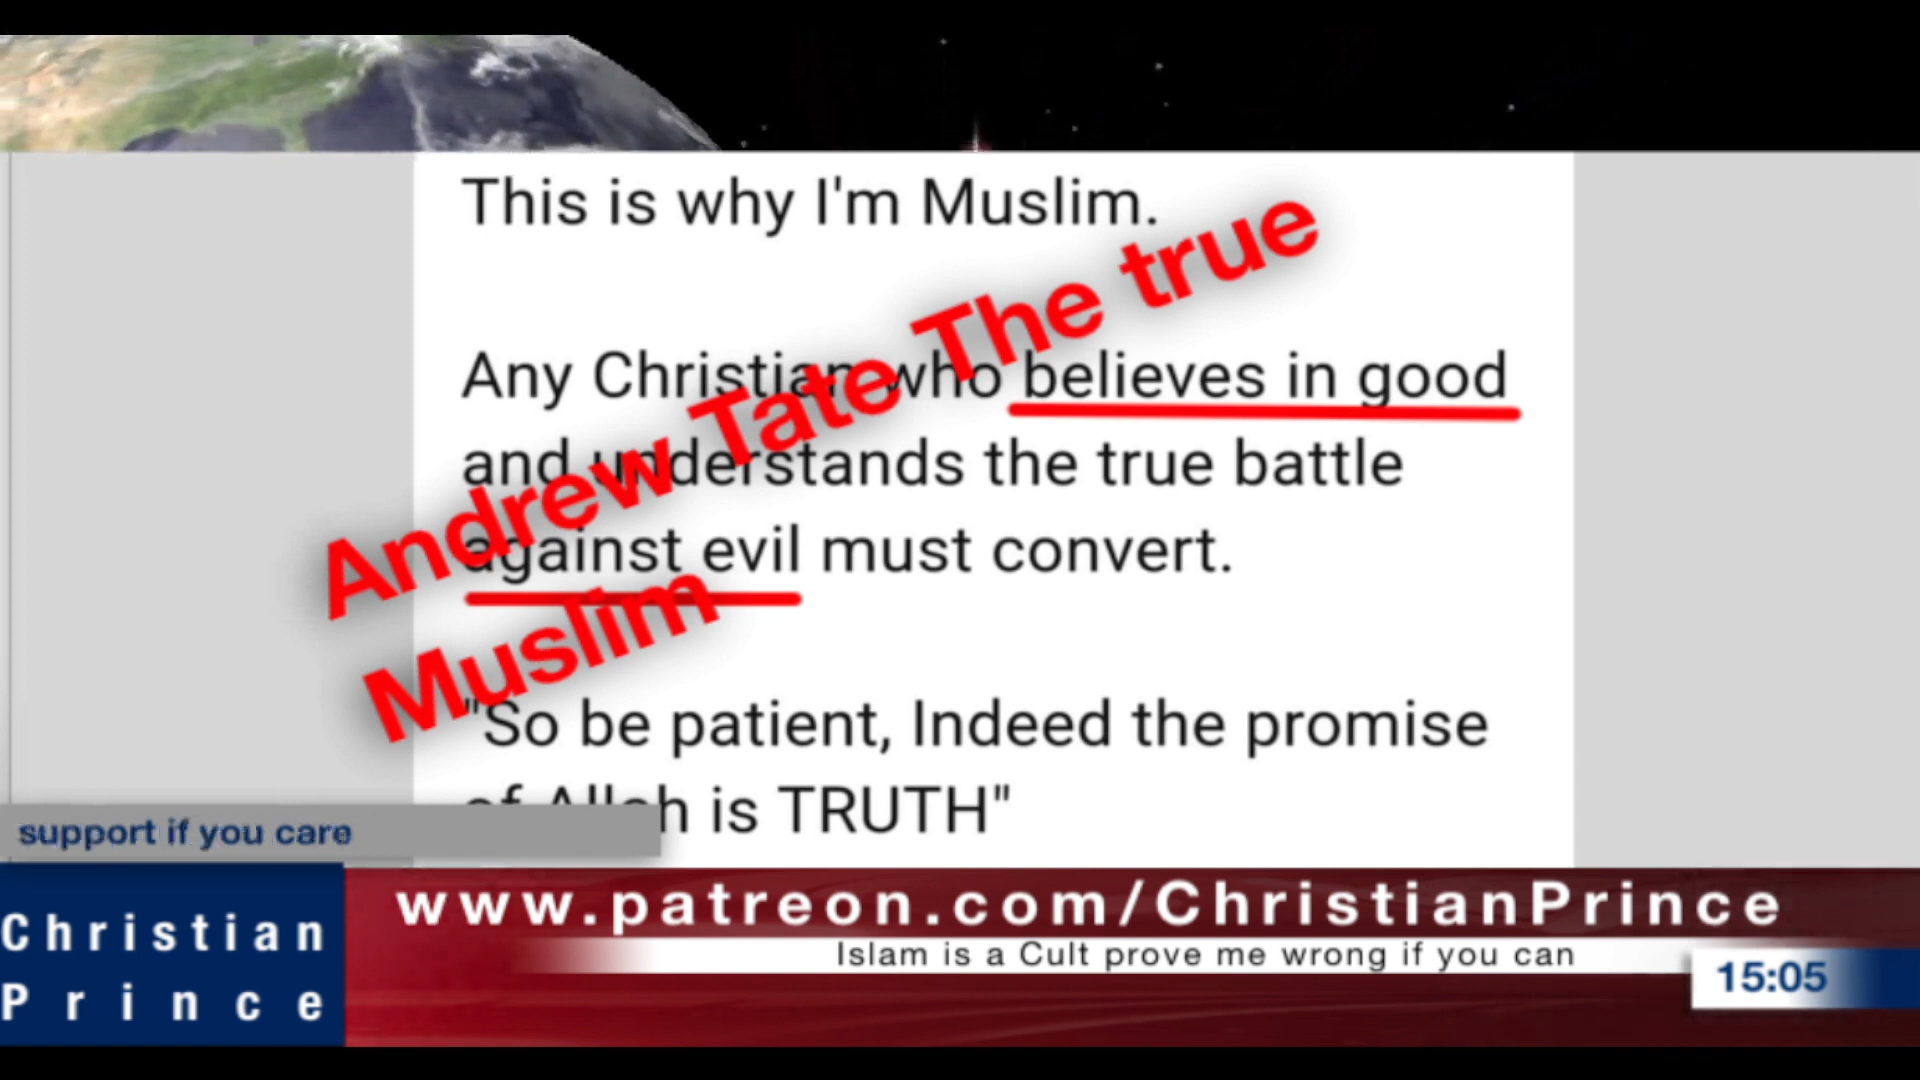 This is why I'm Muslim.
Any Christian who believes in good
and understands the true battle
against evil must convert.
"So be patient, Indeed the promise
of Allah is TRUTH"
Andrew Tate The true
Muslim
support if you care
Christian
Prince
www.patreon.com/ChristianPrince
Islam is a Cult prove me wrong if you can
15:05